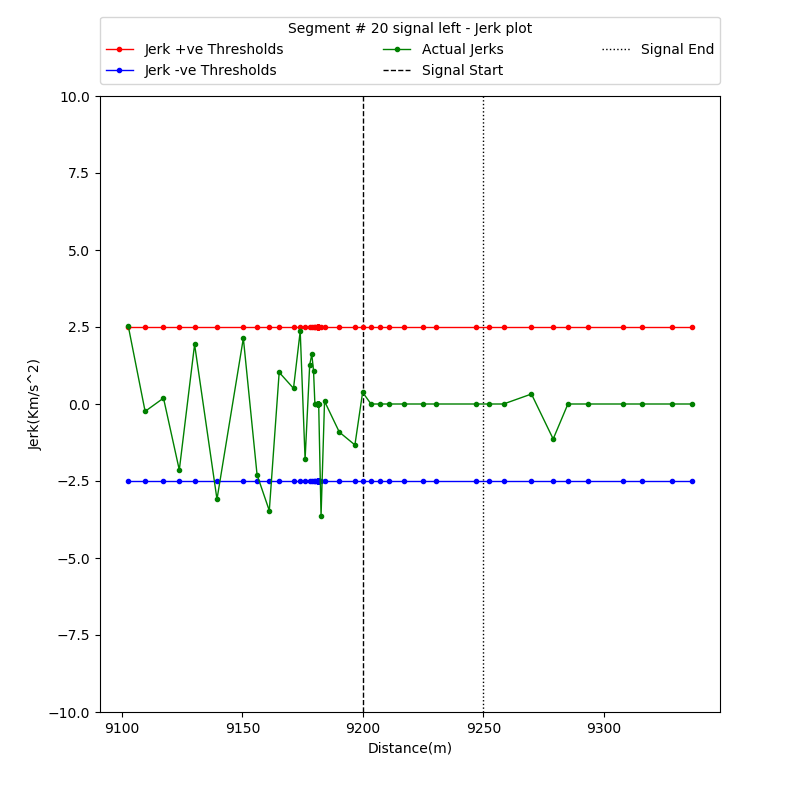 Segment # 20 signal left - Jerk plot
Jerk +ve Thresholds Actual Jerks Signal End
Jerk -ve Thresholds Signal Start
10.0
7.5
5.0
2.5
0.0
−2.5
−5.0
−7.5
−10.0
Jerk(Km/s^2)
9100 9150 9200 9250 9300
Distance(m)